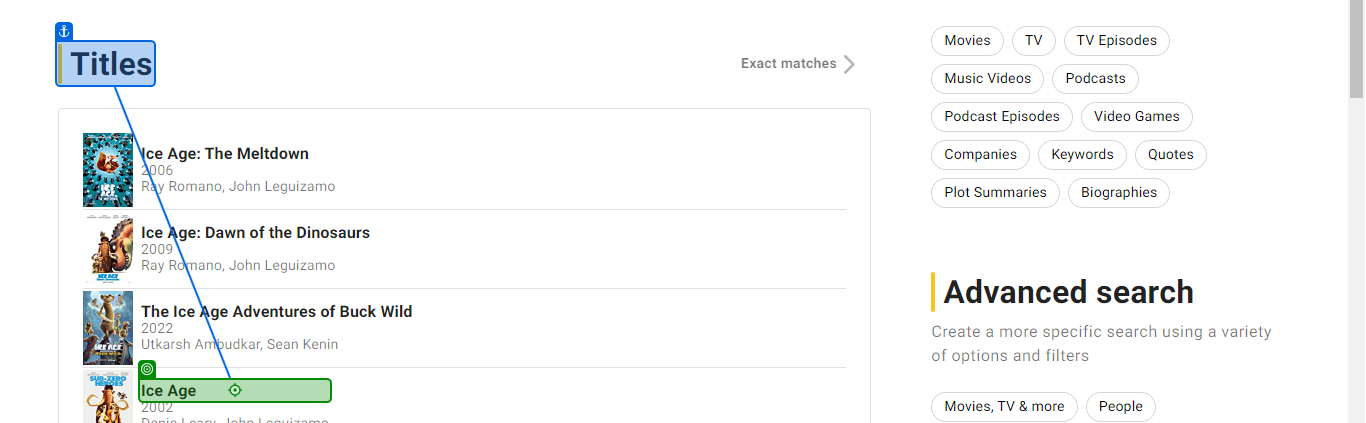 Titles
Exact matches
Ice Age: The Meltdown
2006
Ray Romano, John Leguizamo
Ice Age: Dawn of the Dinosaurs
2009
Ray Romano, John Leguizamo
The Ice Age Adventures of Buck Wild
2022
Utkarsh Ambudkar, Sean Kenin
SUB-ZERO HEROES
Ice Age
2002
Denis Leary, John Leguizamo
Movies
TV
TV Episodes
Music Videos
Podcasts
Podcast Episodes
Video Games
Companies
Keywords
Quotes
Plot Summaries
Biographies
Advanced search
Create a more specific search using a variety
of options and filters
Movies, TV & more
People